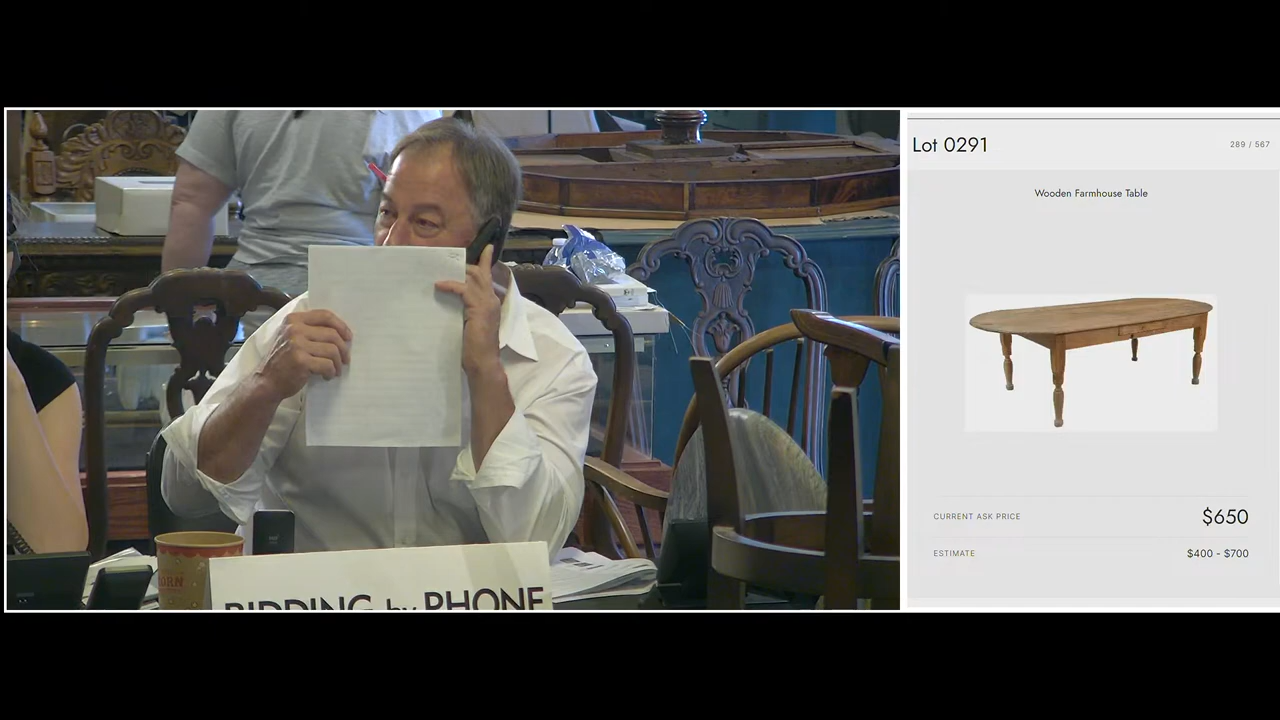 Lot 0291
289 / 567
Wooden Farmhouse Table
CURRENT ASK PRICE
$650
ESTIMATE
$400 - $700
BIDDING by PHONE